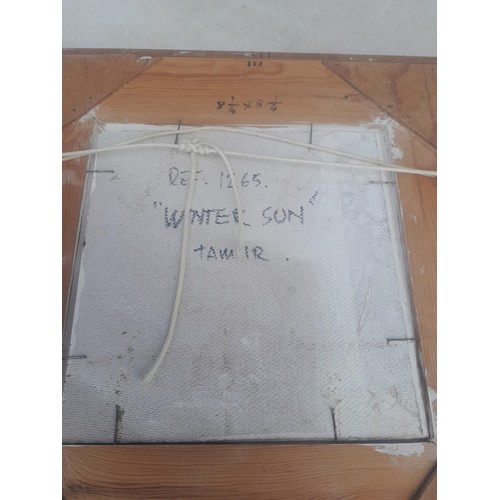 REF. 1265.
"WINTER SUN"
TAMIR.